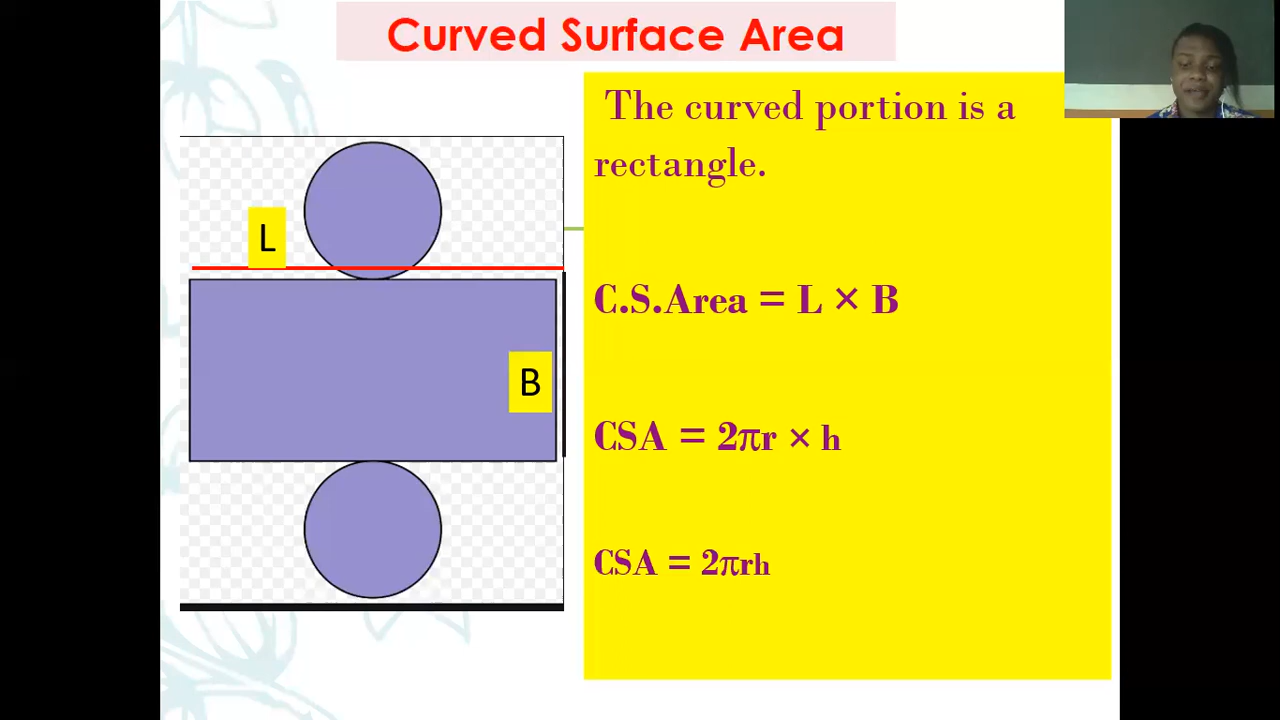 Curved Surface Area
The curved portion is a
rectangle.
L
C.S.Area = L × B
B
CSA = 2πr × h
CSA = 2πrh